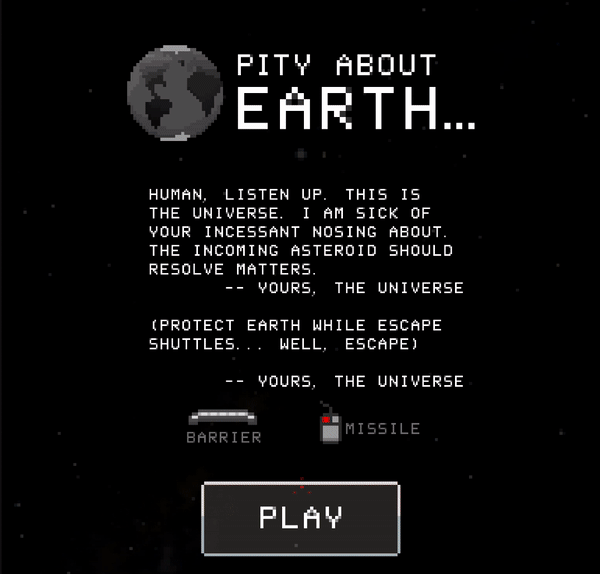 PITY ABOUT
EARTH...
HUMAN, LISTEN UP. THIS IS
THE UNIVERSE. I AM SICK OF
YOUR INCESSANT NOSING ABOUT.
THE INCOMING ASTEROID SHOULD
RESOLVE MATTERS.
-- YOURS, THE UNIVERSE
(PROTECT EARTH WHILE ESCAPE
SHUTTLES... WELL, ESCAPE)
-- YOURS, THE UNIVERSE
BARRIER
MISSILE
PLAY